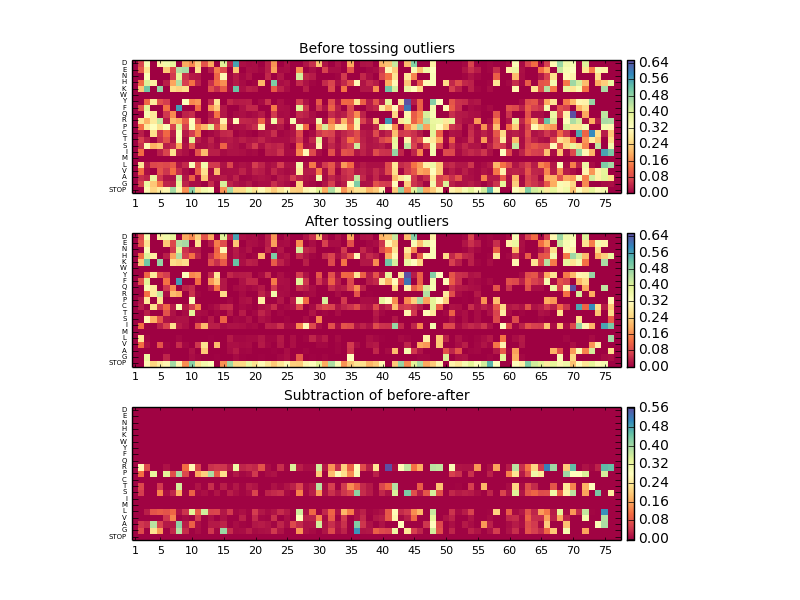 Before tossing outliers
D
E
N
H
K
W
Y
F
Q
R
P
C
T
S
I
M
L
V
A
G
STOP
0.64
0.56
0.48
0.40
0.32
0.24
0.16
0.08
0.00
1 5 15 20 25 30 35 40 45 50 55 60 65 70 75
After tossing outliers
D
E
N
H
K
W
Y
F
Q
R
P
C
T
S
I
M
L
V
A
G
STOP
0.64
0.56
0.48
0.40
0.32
0.24
0.16
0.08
0.00
1 5 15 20 25 30 35 40 45 50 55 60 65 70 75
Subtraction of before-after
D
E
N
H
K
W
Y
F
Q
R
P
C
T
S
I
M
L
V
A
G
STOP
0.56
0.48
0.40
0.32
0.24
0.16
0.08
0.00
1 5 15 20 25 30 35 40 45 50 55 60 65 70 75